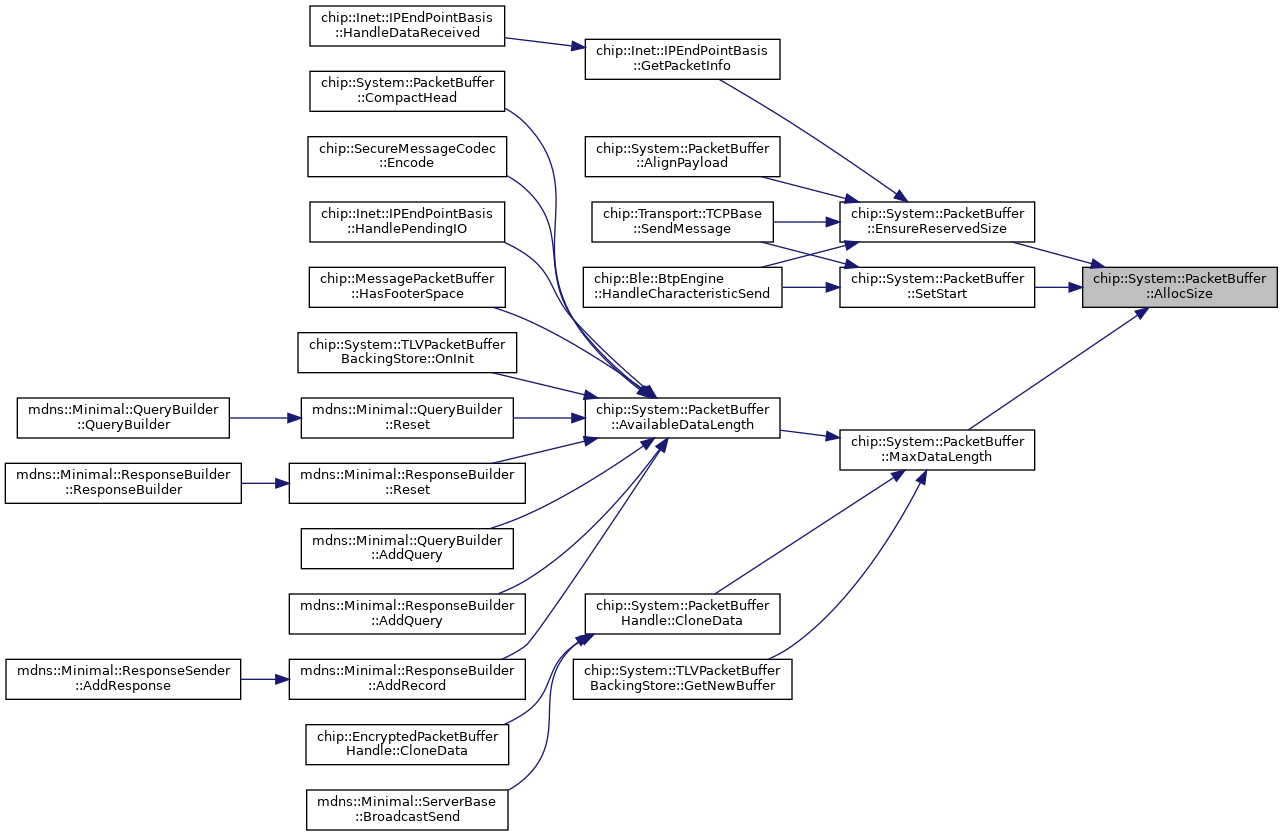 chip::Inet::IPEndPointBasis
::HandleDataReceived
chip::Inet::IPEndPointBasis
::GetPacketInfo
chip::System::PacketBuffer
::CompactHead
chip::SecureMessageCodec
::Encode
chip::System::PacketBuffer
::AlignPayload
chip::Inet::IPEndPointBasis
::HandlePendingIO
chip::Transport::TCPBase
::SendMessage
chip::System::PacketBuffer
::EnsureReservedSize
chip::MessagePacketBuffer
::HasFooterSpace
chip::Ble::BtpEngine
::HandleCharacteristicSend
chip::System::PacketBuffer
::SetStart
chip::System::PacketBuffer
::AllocSize
chip::System::TLVPacketBuffer
BackingStore::OnInit
mdns::Minimal::QueryBuilder
::QueryBuilder
mdns::Minimal::QueryBuilder
::Reset
chip::System::PacketBuffer
::AvailableDataLength
chip::System::PacketBuffer
::MaxDataLength
mdns::Minimal::ResponseBuilder
::ResponseBuilder
mdns::Minimal::ResponseBuilder
::Reset
mdns::Minimal::QueryBuilder
::AddQuery
mdns::Minimal::ResponseBuilder
::AddQuery
chip::System::PacketBuffer
Handle::CloneData
mdns::Minimal::ResponseSender
::AddResponse
mdns::Minimal::ResponseBuilder
::AddRecord
chip::System::TLVPacketBuffer
BackingStore::GetNewBuffer
chip::EncryptedPacketBuffer
Handle::CloneData
mdns::Minimal::ServerBase
::BroadcastSend